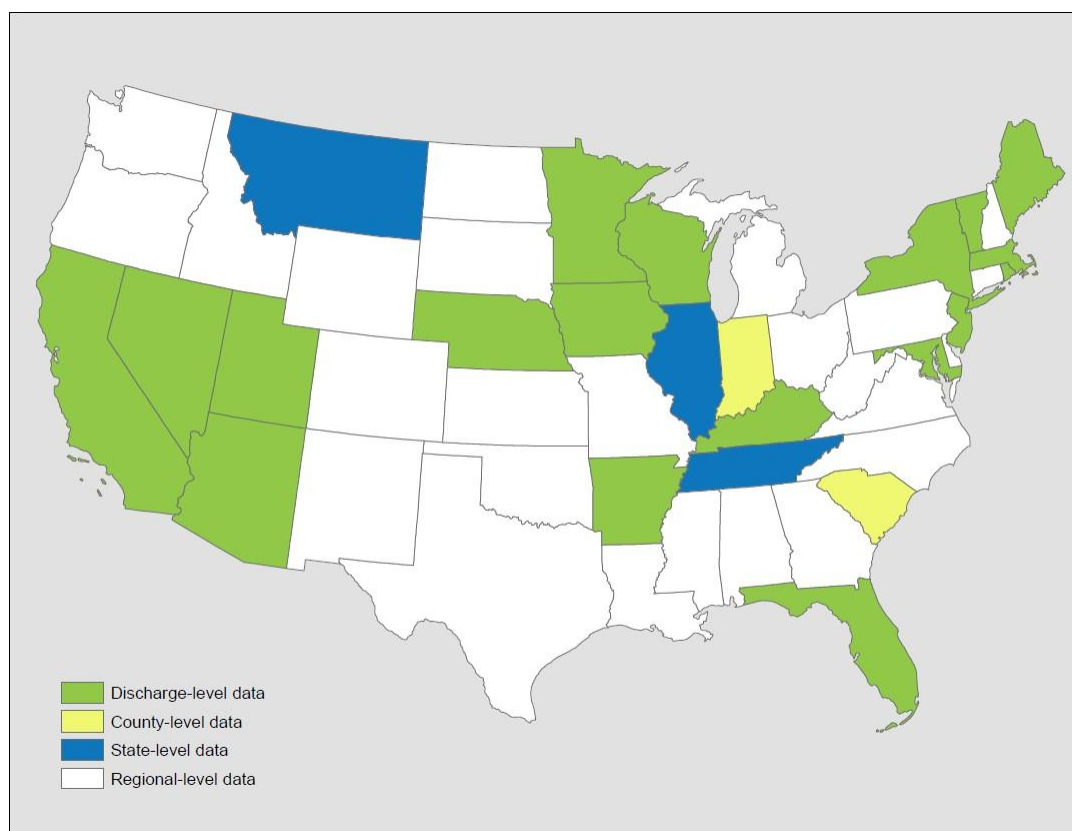 Discharge-level data
County-level data
State-level data
Regional-level data